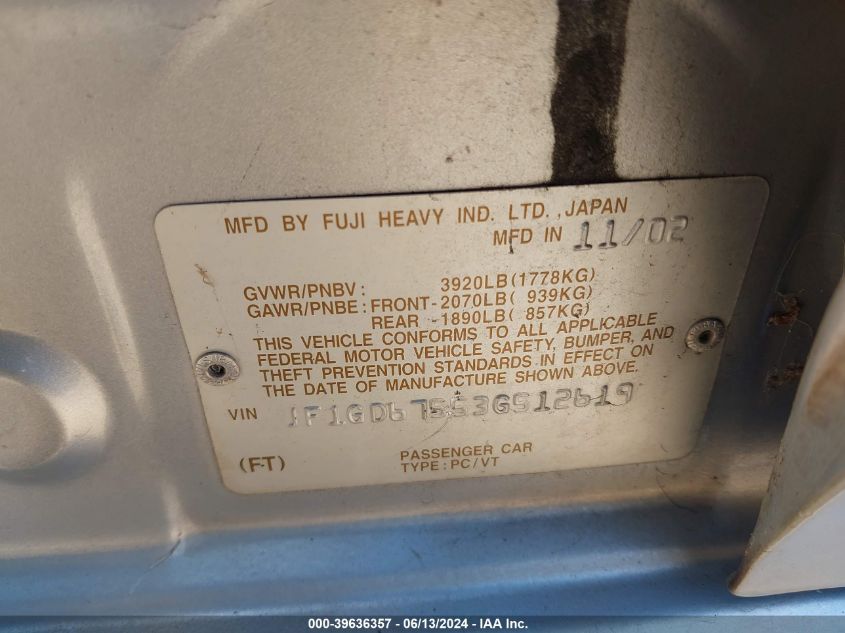 MFD BY FUJI HEAVY IND. LTD. ,JAPAN
MFD IN 11/02
GVWR/PNBV : 3920LB(1778KG)
GAWR/PNBE : FRONT-2070LB( 939KG)
REAR -1890LB( 857KG)
THIS VEHICLE CONFORMS TO ALL APPLICABLE
FEDERAL MOTOR VEHICLE SAFETY, BUMPER, AND
THEFT PREVENTION STANDARDS IN EFFECT ON
THE DATE OF MANUFACTURE SHOWN ABOVE.
VIN JF1GD67553G512619
(FT) PASSENGER CAR
TYPE : PC/VT
000-39636357 - 06/13/2024 - IAA Inc.